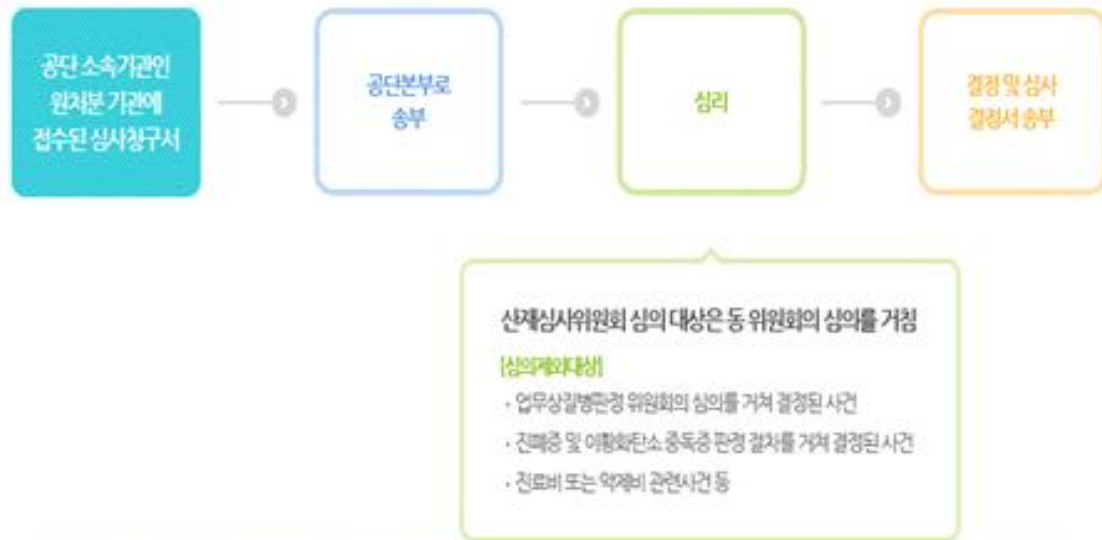 공단 소속기관인
원처분 기관에
접수된 심사청구서
공단본부로
송부
심리
결정 및 심사
결정서 송부
산재심사위원회 심의 대상은 동 위원회의 심의를 거침
[심의제외대상]
· 업무상질병판정 위원회의 심의를 거쳐 결정된 사건
· 진폐증 및 이황화탄소 중독증 판정 절차를 거쳐 결정된 사건
· 진료비 또는 약제비 관련사건 등